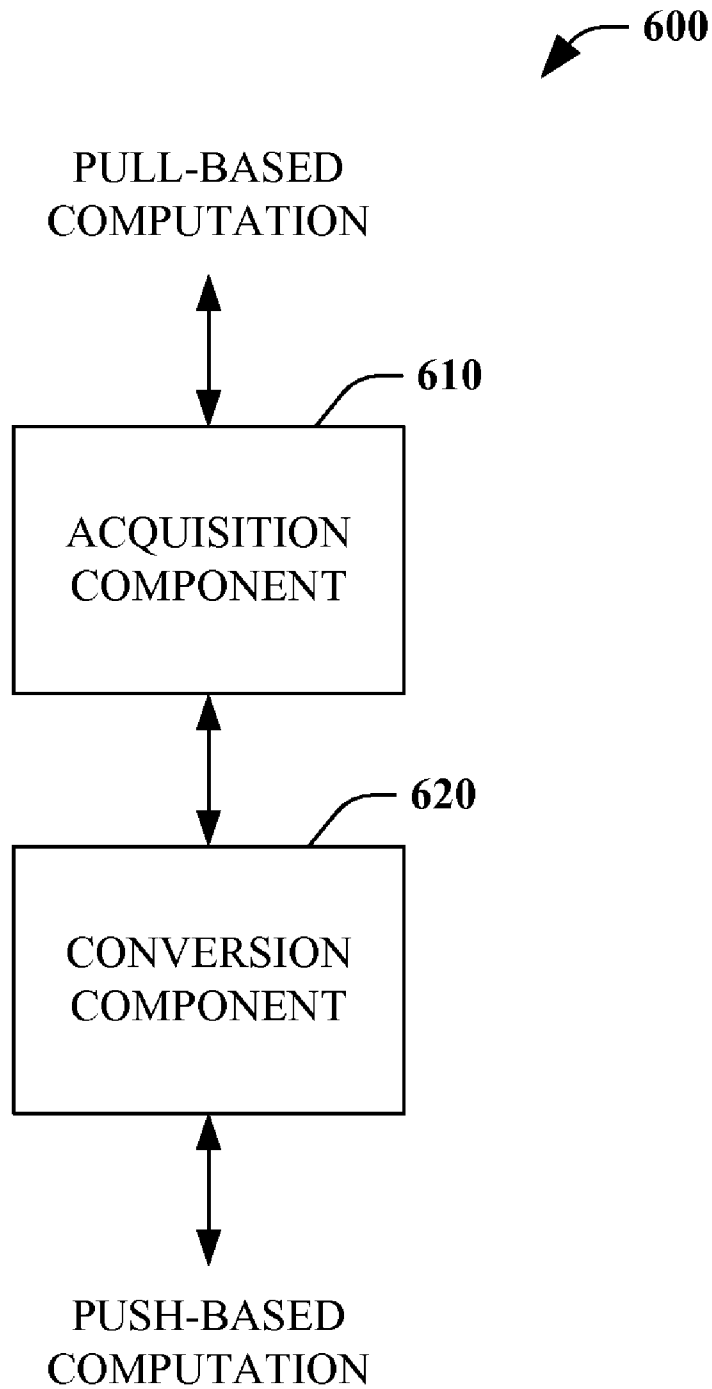 600
PULL-BASED
COMPUTATION
610
ACQUISITION
COMPONENT
620
CONVERSION
COMPONENT
PUSH-BASED
COMPUTATION